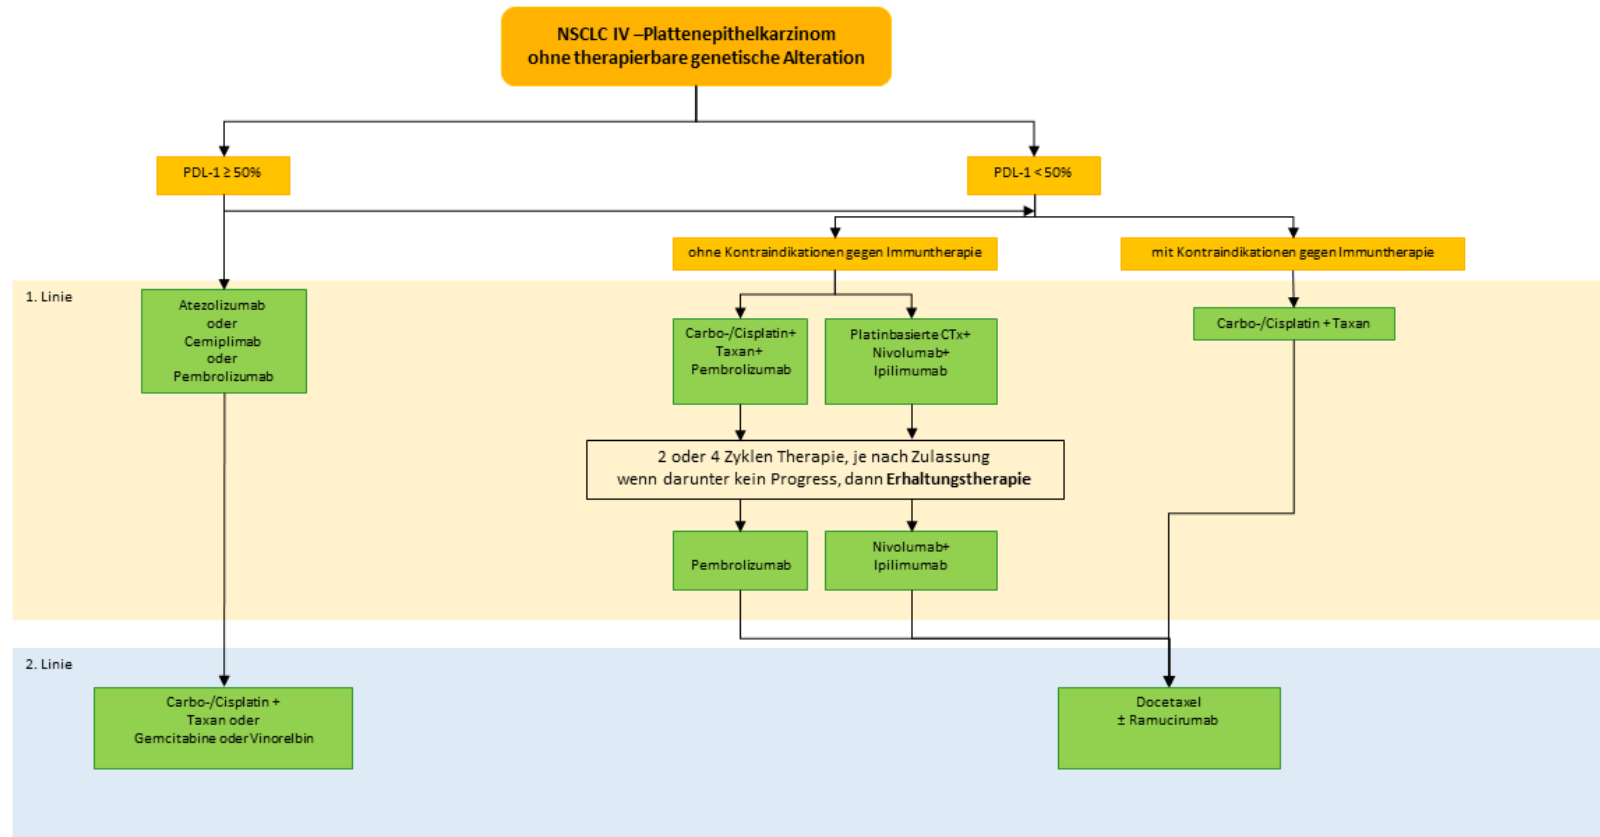 NSCLC IV –Plattenepithelkarzinom
ohne therapierbare genetische Alteration
PDL-1 ≥ 50%
PDL-1 < 50%
ohne Kontraindikationen gegen Immuntherapie
mit Kontraindikationen gegen Immuntherapie
1. Linie
Atezolizumab
oder
Cemiplimab
oder
Pembrolizumab
Carbo-/Cisplatin+
Taxan+
Pembrolizumab
Platinbasierte CTx+
Nivolumab+
Ipilimumab
Carbo-/Cisplatin + Taxan
2 oder 4 Zyklen Therapie, je nach Zulassung
wenn darunter kein Progress, dann Erhaltungstherapie
Pembrolizumab
Nivolumab+
Ipilimumab
2. Linie
Carbo-/Cisplatin +
Taxan oder
Gemcitabine oder Vinorelbin
Docetaxel
± Ramucirumab